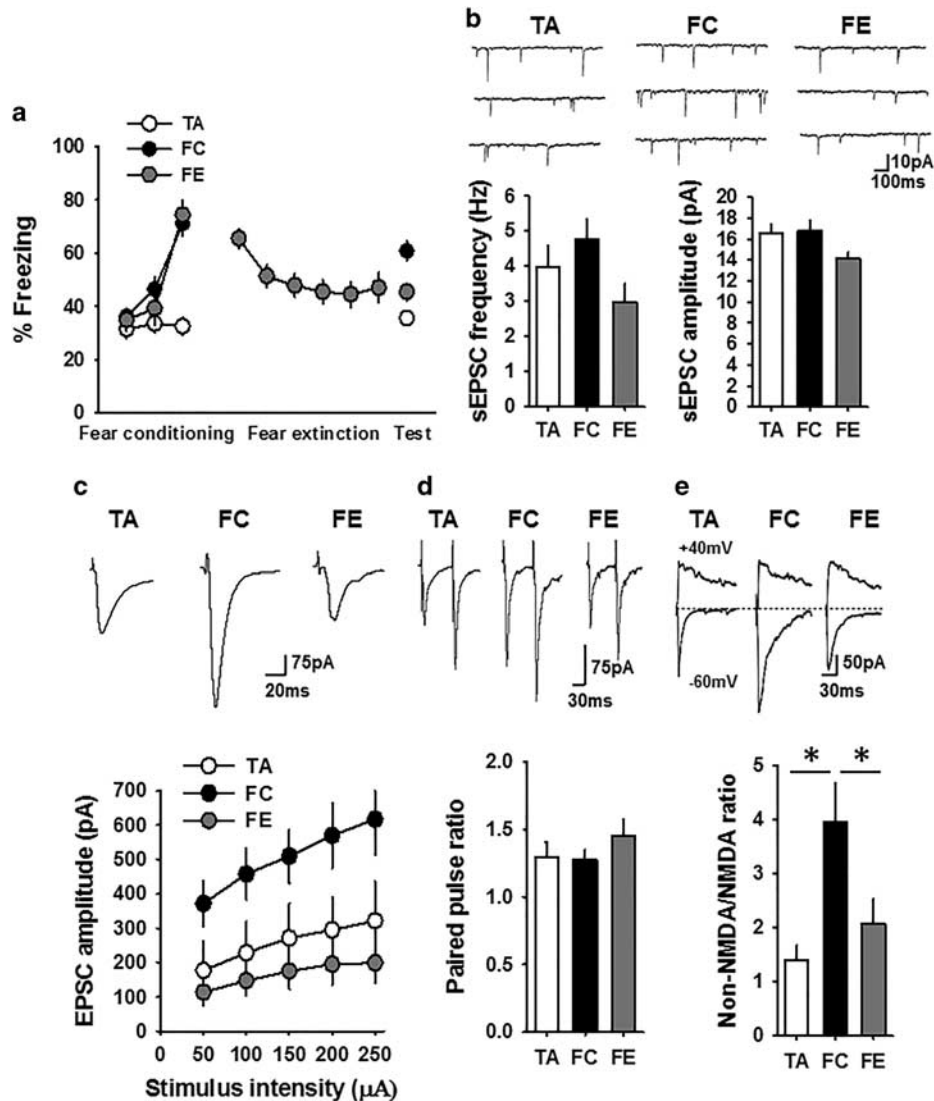 a
TA
FC
FE
% Freezing
100
80
60
40
20
0
Fear conditioning Fear extinction Test
b
TA FC FE
10pA
100ms
sEPSC frequency (Hz)
6
5
4
3
2
1
0
TA FC FE
sEPSC amplitude (pA)
20
18
16
14
12
10
8
6
4
2
0
TA FC FE
c
TA FC FE
75pA
20ms
TA
FC
FE
EPSC amplitude (pA)
700
600
500
400
300
200
100
0
0 50 100 150 200 250
Stimulus intensity (µA)
d
TA FC FE
75pA
30ms
Paired pulse ratio
2.0
1.5
1.0
0.5
0.0
TA FC FE
e
TA FC FE
+40mV
-60mV
50pA
30ms
* *
Non-NMDA/NMDA ratio
5
4
3
2
1
0
TA FC FE